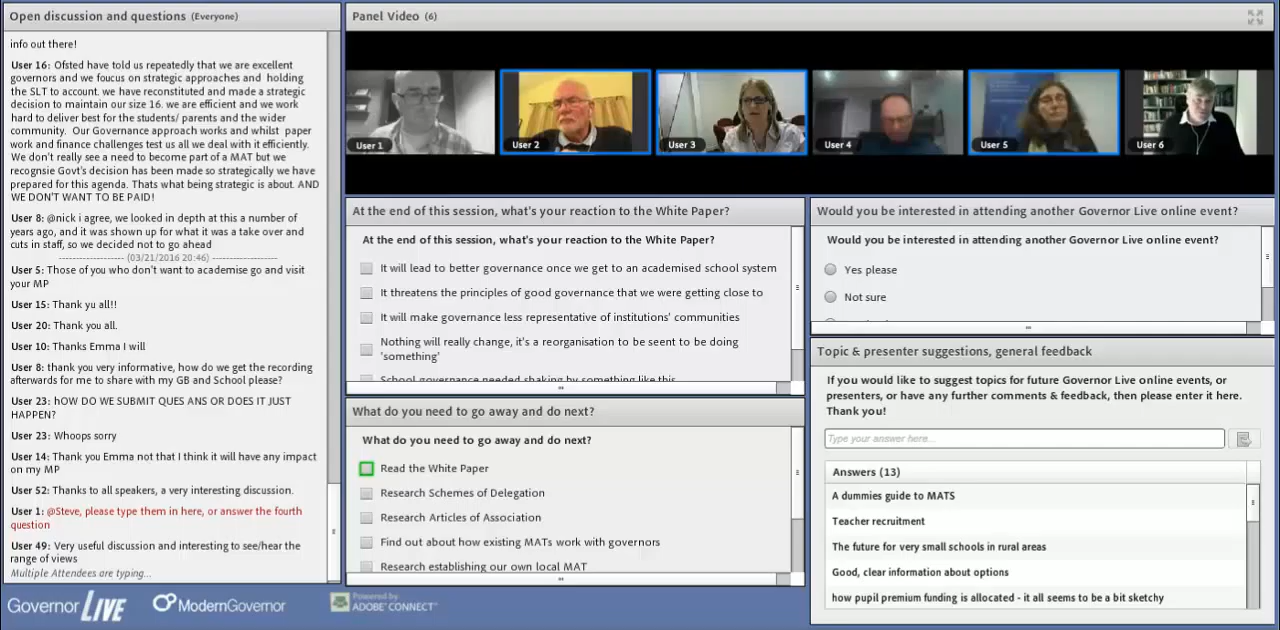 Open discussion and questions (Everyone)
info out there!
User 16: Ofsted have told us repeatedly that we are excellent
governors and we foucus on strategic approaches and holding
the SLT to account. we have reconstituted and made a strategic
decision to maintain our size 16. we are efficient and we work
hard to deliver best for the students/ parents and the wider
community. Our Governance approach works and whilst paper
work and finance challenges test us all we deal with it efficiently.
We don't really see a need to become part of a MAT but we
recognsie Govt's decision has been made so strategically we have
prepared for this agenda. Thats what being strategic is about. AND
WE DON'T WANT TO BE PAID!
User 8: @nick i agree, we looked in depth at this a number of
years ago, and it was shown up for what it was a take over and
cuts in staff, so we decided not to go ahead
------------------- (03/21/2016 20:46) -------------------
User 5: Those of you who don't want to academise go and visit
your MP
User 15: Thank yu all!!
User 20: Thank you all.
User 10: Thanks Emma I will
User 8: thank you very informative, how do we get the recording
afterwards for me to share with my GB and School please?
User 23: hOW DO WE SUBMIT QUES ANS OR DOES IT JUST
HAPPEN?
User 23: Whoops sorry
User 14: Thank you Emma not that I think it will have any impact
on my MP
User 52: Thanks to all speakers, a very interesting discussion.
User 1: @Steve, please type them in here, or answer the fourth
question
User 49: Very useful discussion and interesting to see/hear the
range of views
Multiple Attendees are typing...
Governor LIVE
ModernGovernor
Powered by
ADOBE® CONNECT™
Panel Video (6)
User 1
User 2
User 3
User 4
User 5
User 6
At the end of this session, what's your reaction to the White Paper?
At the end of this session, what's your reaction to the White Paper?
It will lead to better governance once we get to an academised school system
It threatens the principles of good governance that we were getting close to
It will make governance less representative of institutions' communities
Nothing will really change, it's a reorganisation to be seent to be doing
'something'
School governance needed shaking by something like this
What do you need to go away and do next?
What do you need to go away and do next?
Read the White Paper
Research Schemes of Delegation
Research Articles of Association
Find out about how existing MATs work with governors
Research establishing our own local MAT
Would you be interested in attending another Governor Live online event?
Would you be interested in attending another Governor Live online event?
Yes please
Not sure
Topic & presenter suggestions, general feedback
If you would like to suggest topics for future Governor Live online events, or
presenters, or have any further comments & feedback, then please enter it here.
Thank you!
Type your answer here...
Answers (13)
A dummies guide to MATS
Teacher recruitment
The future for very small schools in rural areas
Good, clear information about options
how pupil premium funding is allocated - it all seems to be a bit sketchy